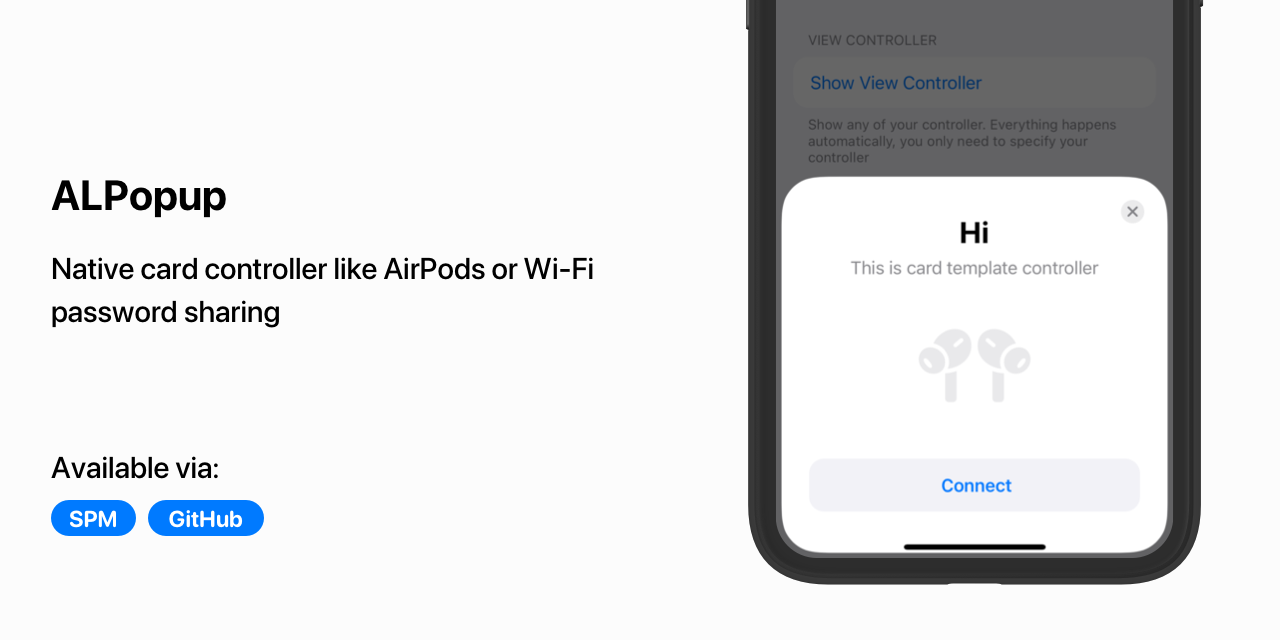 ALPopup
Native card controller like AirPods or Wi-Fi
password sharing
Available via:
SPM
GitHub
VIEW CONTROLLER
Show View Controller
Show any of your controller. Everything happens
automatically, you only need to specify your
controller
Hi
This is card template controller
Connect